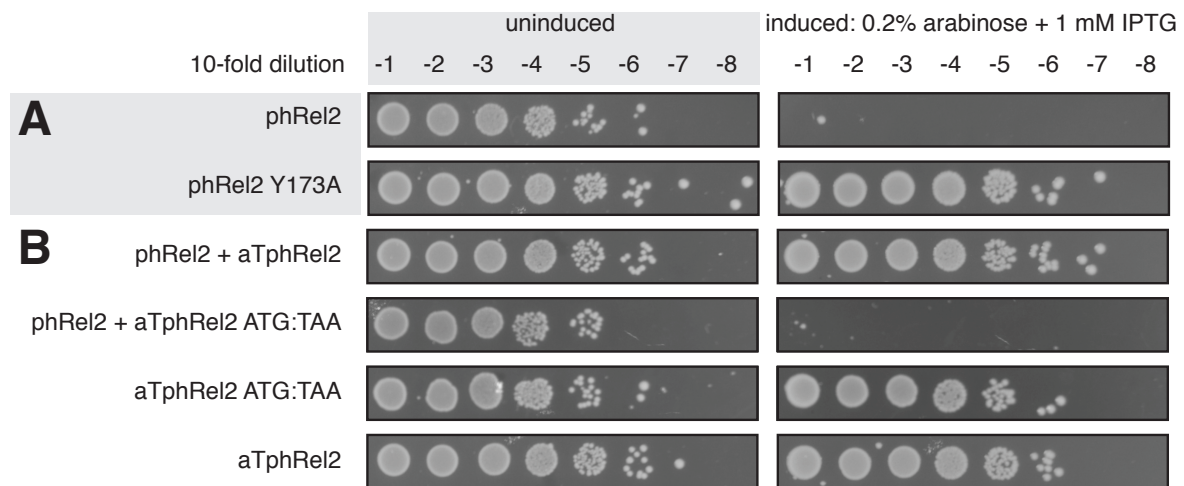 uninduced
induced: 0.2% arabinose + 1 mM IPTG
10-fold dilution -1 -2 -3 -4 -5 -6 -7 -8 -1 -2 -3 -4 -5 -6 -7 -8
A
phRel2
phRel2 Y173A
B
phRel2 + aTphRel2
phRel2 + aTphRel2 ATG:TAA
aTphRel2 ATG:TAA
aTphRel2